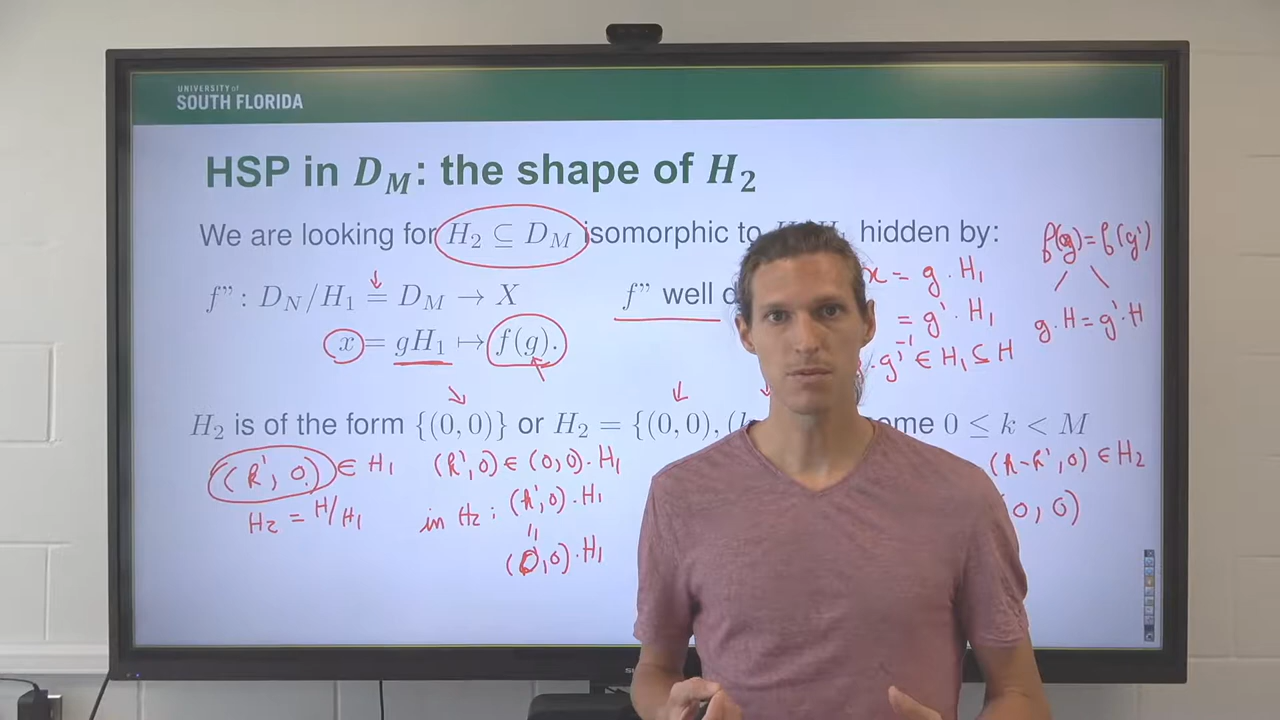 UNIVERSITY of
SOUTH FLORIDA
HSP in D_M: the shape of H_2
We are looking for H_2 ⊆ D_M isomorphic to hidden by:
f(g) = f(g')
f" : D_N/H_1 = D_M → X
f" well
x = g · H_1
= g' · H_1
g · H = g' · H
x = gH_1 ↦ f(g).
· g'^{-1} ∈ H_1 ⊆ H
H_2 is of the form {(0, 0)} or H_2 = {(0, 0), 0 ≤ k < M
(k', 0) ∈ H_1
(k', 0) ∈ (0, 0) · H_1
(k-k', 0) ∈ H_2
H_2 = H/H_1
in H_2 : (k', 0) · H_1
0, 0)
=
(0, 0) · H_1